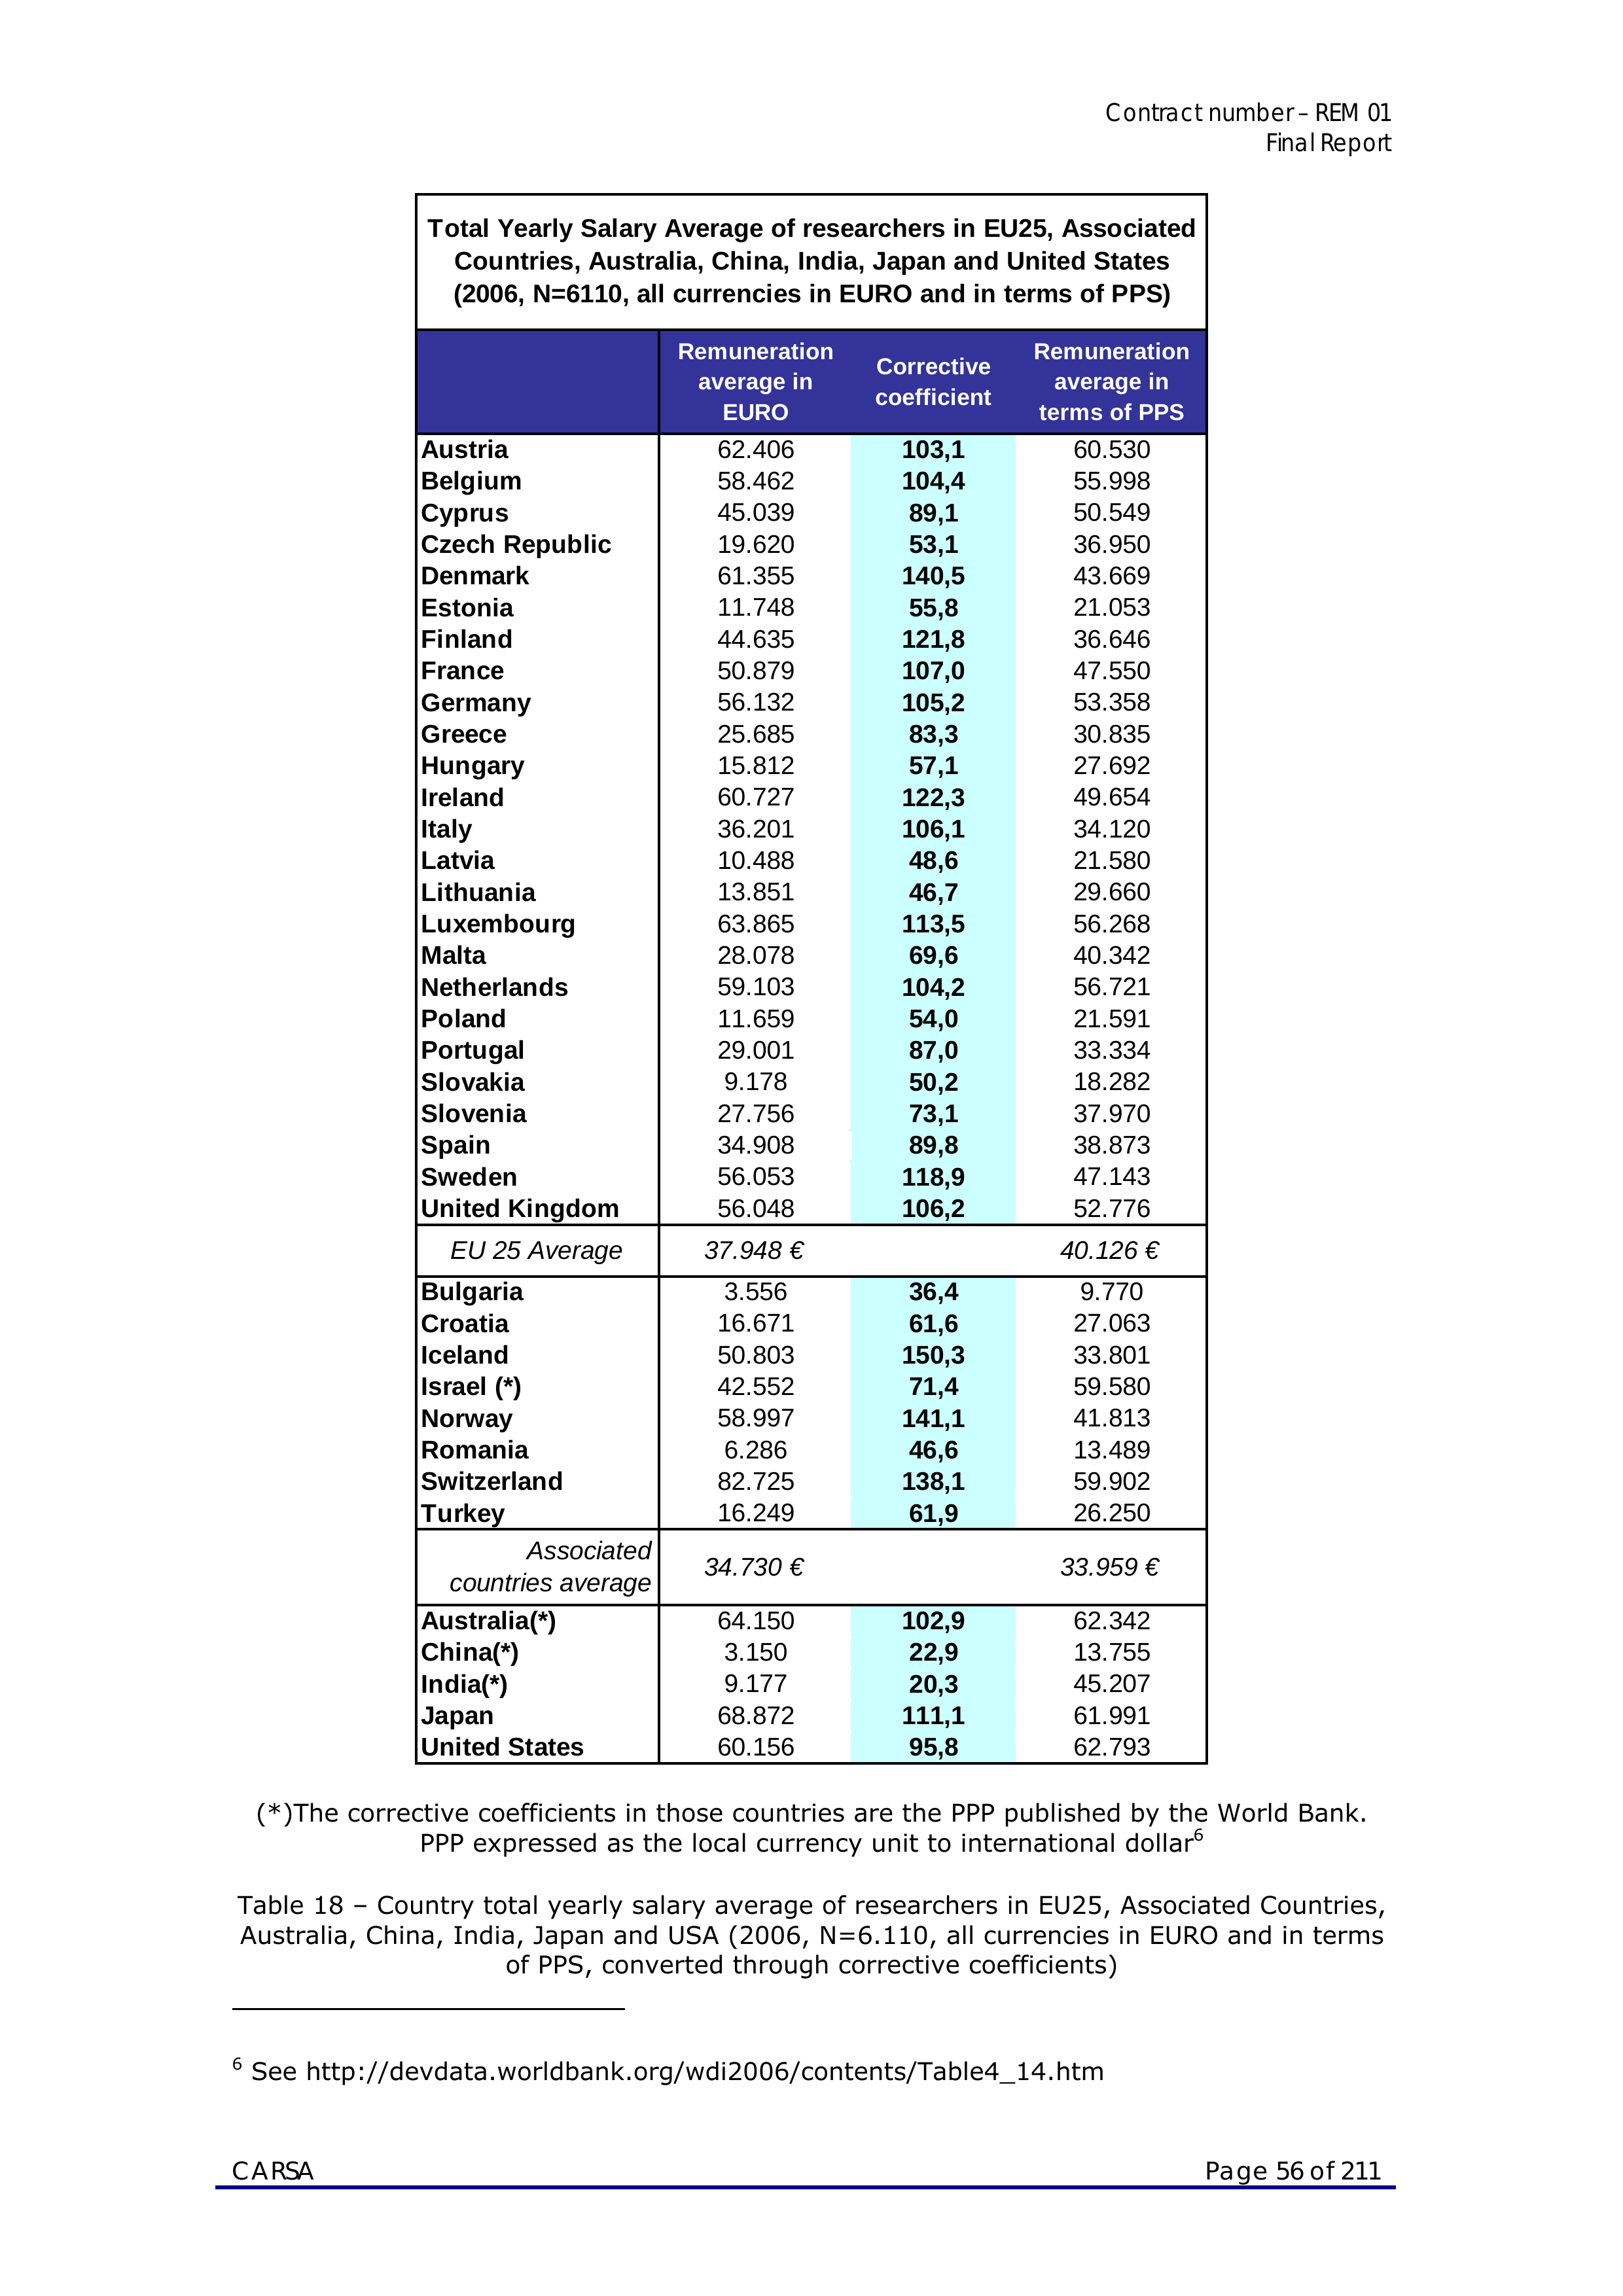 Contract number – REM 01
Final Report
Total Yearly Salary Average of researchers in EU25, Associated
Countries, Australia, China, India, Japan and United States
(2006, N=6110, all currencies in EURO and in terms of PPS)
Remuneration average in EURO Corrective coefficient Remuneration average in terms of PPS
Austria 62.406 103,1 60.530
Belgium 58.462 104,4 55.998
Cyprus 45.039 89,1 50.549
Czech Republic 19.620 53,1 36.950
Denmark 61.355 140,5 43.669
Estonia 11.748 55,8 21.053
Finland 44.635 121,8 36.646
France 50.879 107,0 47.550
Germany 56.132 105,2 53.358
Greece 25.685 83,3 30.835
Hungary 15.812 57,1 27.692
Ireland 60.727 122,3 49.654
Italy 36.201 106,1 34.120
Latvia 10.488 48,6 21.580
Lithuania 13.851 46,7 29.660
Luxembourg 63.865 113,5 56.268
Malta 28.078 69,6 40.342
Netherlands 59.103 104,2 56.721
Poland 11.659 54,0 21.591
Portugal 29.001 87,0 33.334
Slovakia 9.178 50,2 18.282
Slovenia 27.756 73,1 37.970
Spain 34.908 89,8 38.873
Sweden 56.053 118,9 47.143
United Kingdom 56.048 106,2 52.776
EU 25 Average 37.948 € 40.126 €
Bulgaria 3.556 36,4 9.770
Croatia 16.671 61,6 27.063
Iceland 50.803 150,3 33.801
Israel (*) 42.552 71,4 59.580
Norway 58.997 141,1 41.813
Romania 6.286 46,6 13.489
Switzerland 82.725 138,1 59.902
Turkey 16.249 61,9 26.250
Associated countries average 34.730 € 33.959 €
Australia(*) 64.150 102,9 62.342
China(*) 3.150 22,9 13.755
India(*) 9.177 20,3 45.207
Japan 68.872 111,1 61.991
United States 60.156 95,8 62.793
(*)The corrective coefficients in those countries are the PPP published by the World Bank.
PPP expressed as the local currency unit to international dollar6
Table 18 – Country total yearly salary average of researchers in EU25, Associated Countries,
Australia, China, India, Japan and USA (2006, N=6.110, all currencies in EURO and in terms
of PPS, converted through corrective coefficients)
6 See http://devdata.worldbank.org/wdi2006/contents/Table4_14.htm
CARSA Page 56 of 211